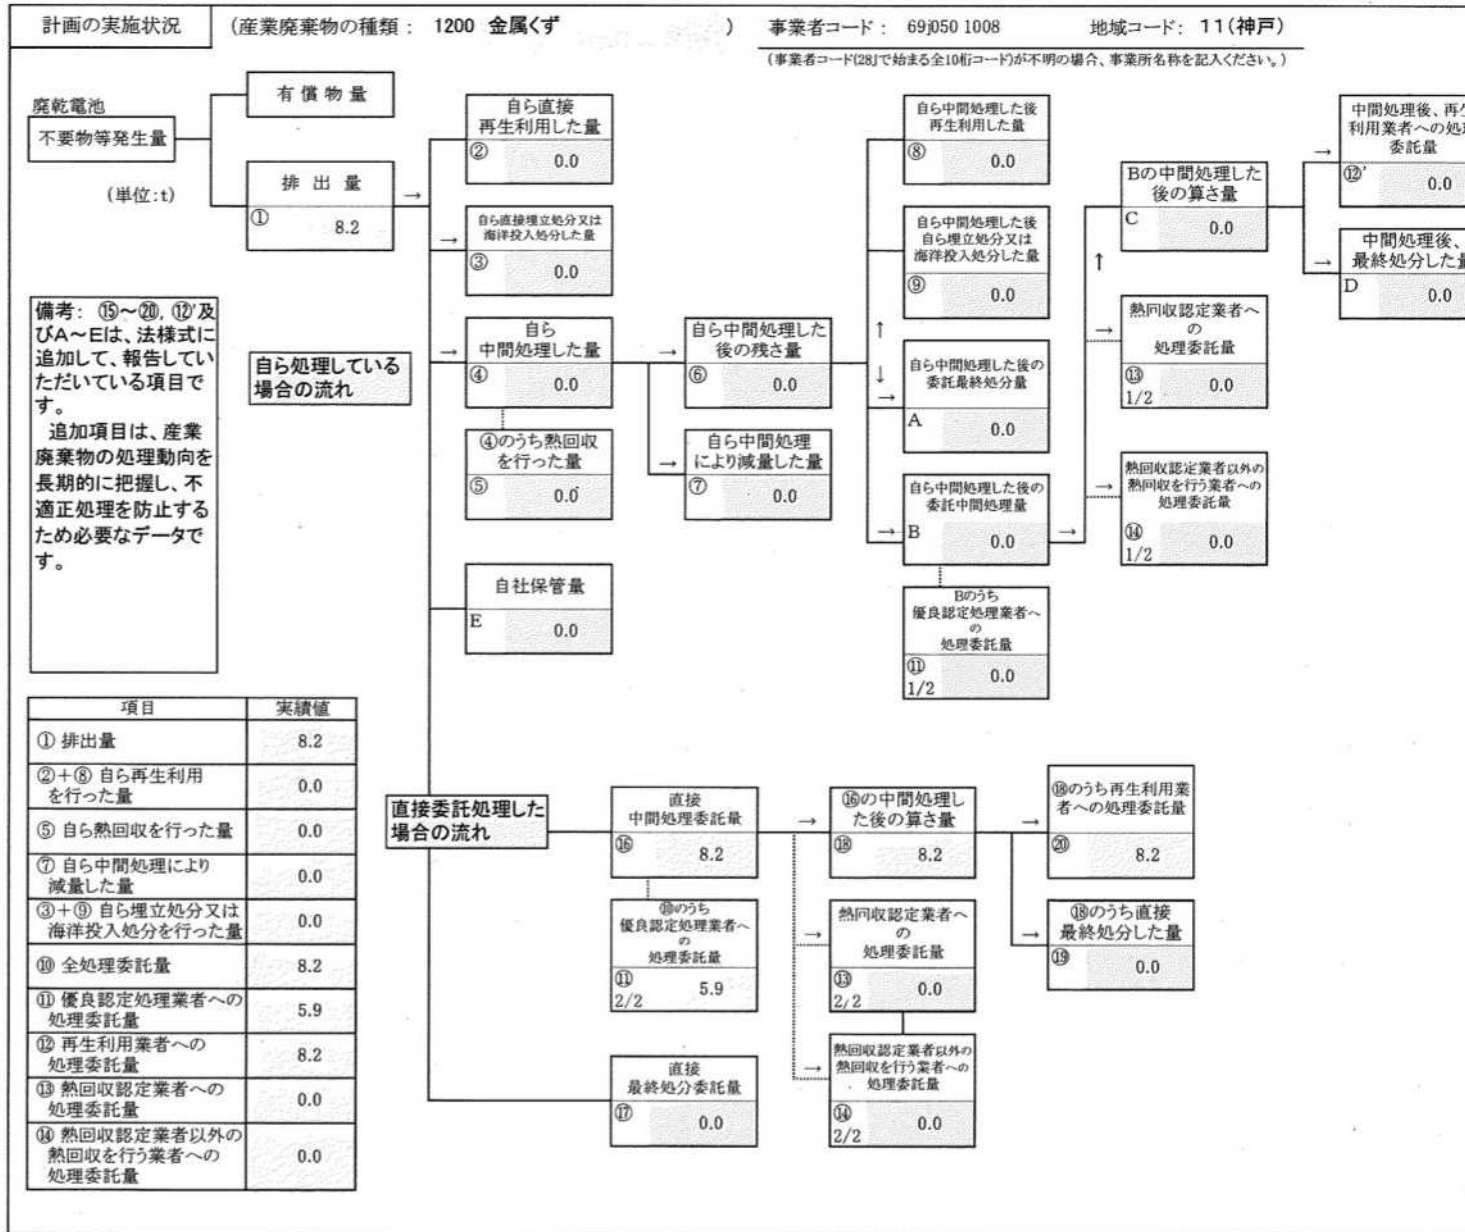 計画の実施状況 (産業廃棄物の種類： 1200 金属くず ) 事業者コード： 69j050 1008 地域コード： 11(神戸)
(事業者コード(28)で始まる全10桁コード)が不明の場合、事業所名称を記入ください。)
廃乾電池
不要物等発生量
(単位:t)
有償物量
排出量
① 8.2
→
自ら直接
再生利用した量
② 0.0
→
自ら直接埋立処分又は
海洋投入処分した量
③ 0.0
→
自ら
中間処理した量
④ 0.0
④のうち熱回収
を行った量
⑤ 0.0
自社保管量
E 0.0
→
自ら中間処理した
後の残さ量
⑥ 0.0
→
自ら中間処理
により減量した量
⑦ 0.0
自ら中間処理した後
再生利用した量
⑧ 0.0
自ら中間処理した後
自ら埋立処分又は
海洋投入処分した量
⑨ 0.0
↑
↓
→
自ら中間処理した後の
委託最終処分量
A 0.0
→
自ら中間処理した後の
委託中間処理量
B 0.0
Bのうち
優良認定処理業者へ
の
処理委託量
⑪
1/2 0.0
→
↑
Bの中間処理した
後の算さ量
C 0.0
→
熱回収認定業者へ
の
処理委託量
⑬
1/2 0.0
→
熱回収認定業者以外の
熱回収を行う業者への
処理委託量
⑭
1/2 0.0
→
中間処理後、再生
利用業者への処理
委託量
⑫' 0.0
→
中間処理後、
最終処分した量
D 0.0
備考： ⑮～⑳, ⑫'及
びA～Eは、法様式に
追加して、報告してい
ただいている項目で
す。
追加項目は、産業
廃棄物の処理動向を
長期的に把握し、不
適正処理を防止する
ため必要なデータで
す。
自ら処理している
場合の流れ
項目 実績値
① 排出量 8.2
②＋⑧ 自ら再生利用
を行った量 0.0
⑤ 自ら熱回収を行った量 0.0
⑦ 自ら中間処理により
減量した量 0.0
③＋⑨ 自ら埋立処分又は
海洋投入処分を行った量 0.0
⑩ 全処理委託量 8.2
⑪ 優良認定処理業者への
処理委託量 5.9
⑫ 再生利用業者への
処理委託量 8.2
⑬ 熱回収認定業者への
処理委託量 0.0
⑭ 熱回収認定業者以外の
熱回収を行う業者への
処理委託量 0.0
直接委託処理した
場合の流れ
直接
中間処理委託量
⑯ 8.2
⑩のうち
優良認定処理業者へ
の
処理委託量
⑪
2/2 5.9
直接
最終処分委託量
⑰ 0.0
→
⑯の中間処理し
た後の算さ量
⑱ 8.2
→
熱回収認定業者へ
の
処理委託量
⑬
2/2 0.0
→
熱回収認定業者以外の
熱回収を行う業者への
処理委託量
⑭
2/2 0.0
→
⑱のうち再生利用業
者への処理委託量
⑳ 8.2
→
⑱のうち直接
最終処分した量
⑲ 0.0